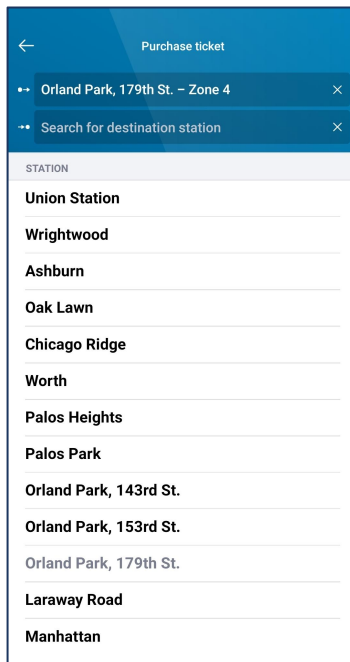 Purchase ticket
Orland Park, 179th St. – Zone 4
Search for destination station
STATION
Union Station
Wrightwood
Ashburn
Oak Lawn
Chicago Ridge
Worth
Palos Heights
Palos Park
Orland Park, 143rd St.
Orland Park, 153rd St.
Orland Park, 179th St.
Laraway Road
Manhattan